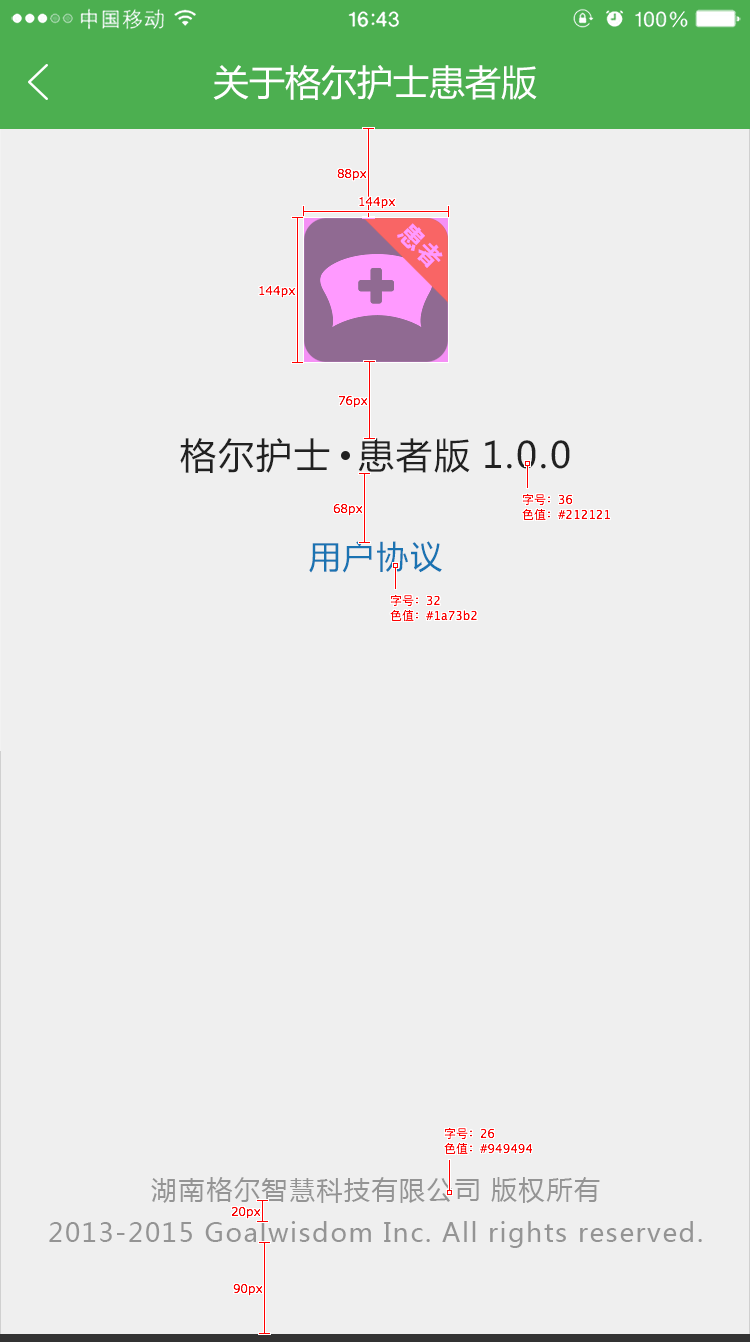 中国移动 16:43 100%
关于格尔护士患者版
88px
144px
患者
144px
76px
格尔护士·患者版 1.0.0
字号：36
色值：#212121
68px
用户协议
字号：32
色值：#1a73b2
字号：26
色值：#949494
湖南格尔智慧科技有限公司 版权所有
20px
2013-2015 Goalwisdom Inc. All rights reserved.
90px